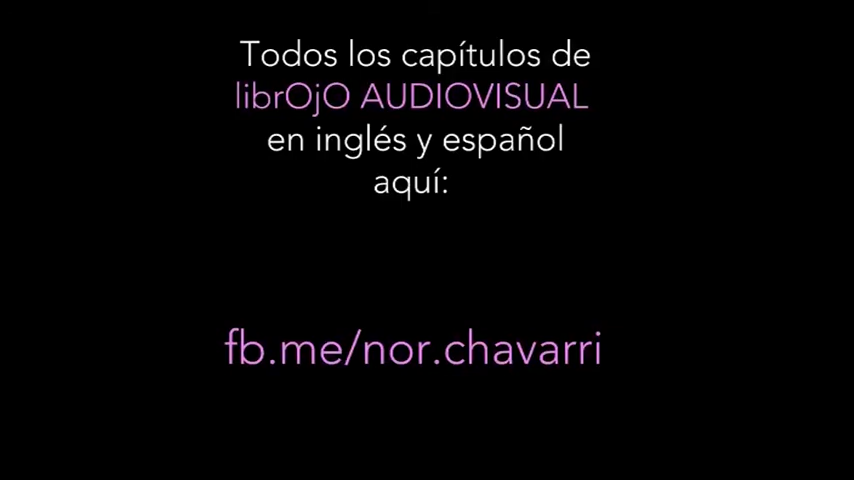 Todos los capítulos de
librOjO AUDIOVISUAL
en inglés y español
aquí:
fb.me/nor.chavarri